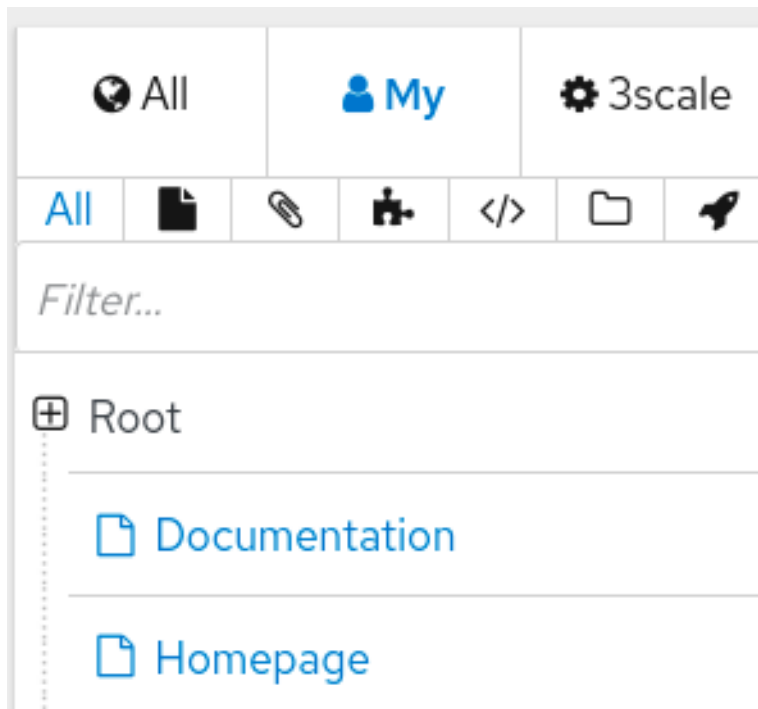 All My 3scale
All
Filter...
Root
Documentation
Homepage